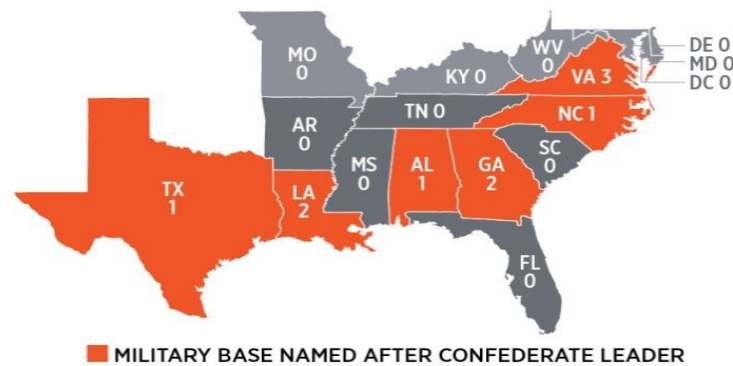 MO
0
WV
0
DE 0
MD 0
DC 0
KY 0
VA 3
TN 0
NC 1
AR
0
SC
0
MS
0
AL
1
GA
2
TX
1
LA
2
FL
0
MILITARY BASE NAMED AFTER CONFEDERATE LEADER